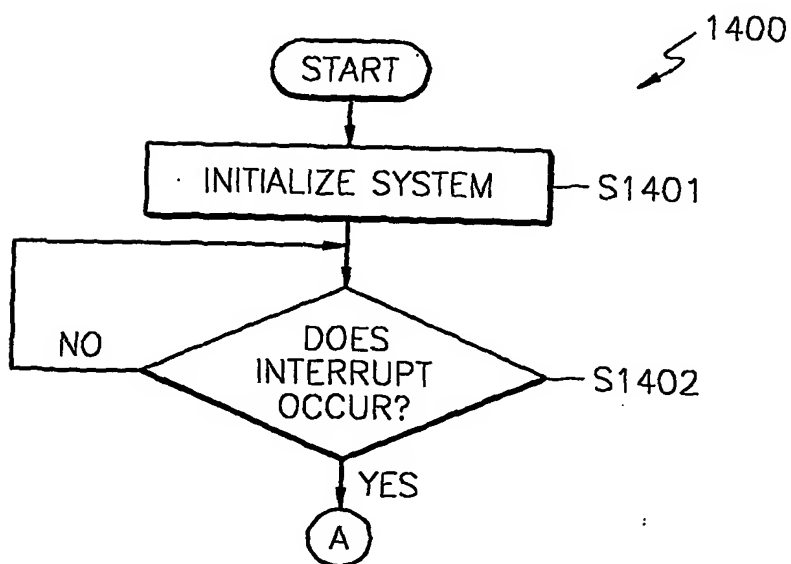 1400
START
INITIALIZE SYSTEM
S1401
NO
DOES
INTERRUPT
OCCUR?
S1402
YES
A